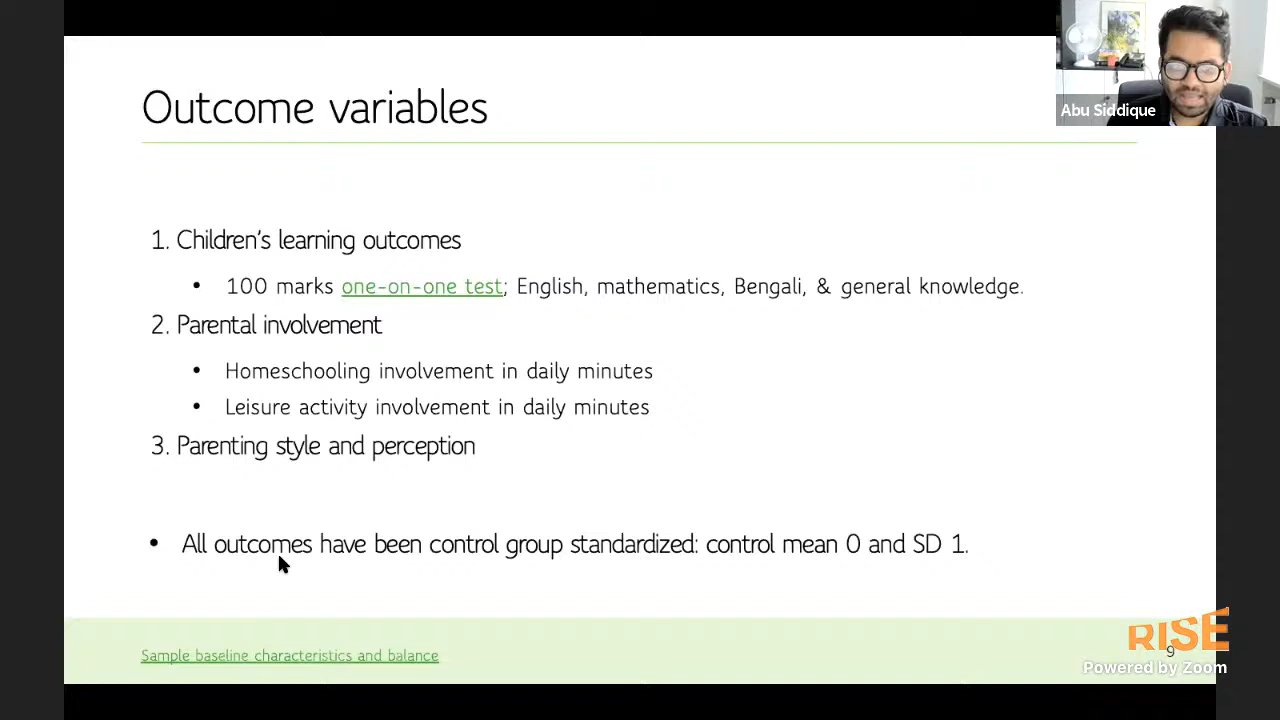 Outcome variables
Abu Siddique
1. Children's learning outcomes
• 100 marks one-on-one test; English, mathematics, Bengali, & general knowledge.
2. Parental involvement
• Homeschooling involvement in daily minutes
• Leisure activity involvement in daily minutes
3. Parenting style and perception
• All outcomes have been control group standardized: control mean 0 and SD 1.
Sample baseline characteristics and balance
RISE
9
Powered by Zoom